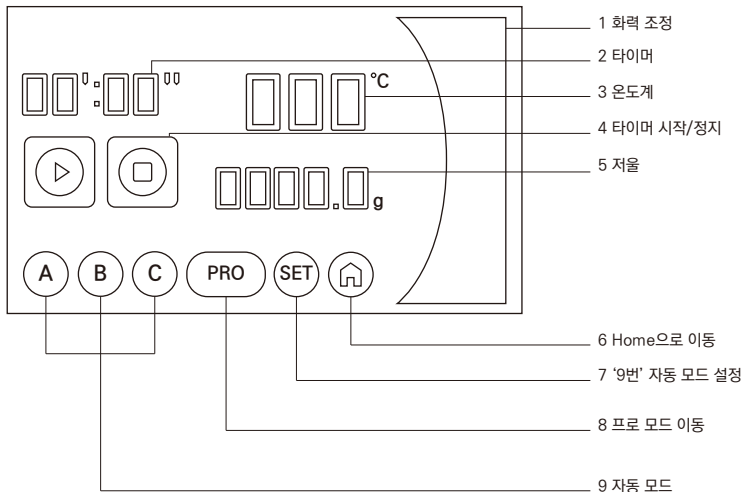 1 화력 조정
2 타이머
00':00"
000°C
3 온도계
4 타이머 시작/정지
5 저울
0000.0g
A B C PRO SET
6 Home으로 이동
7 ‘9번’ 자동 모드 설정
8 프로 모드 이동
9 자동 모드